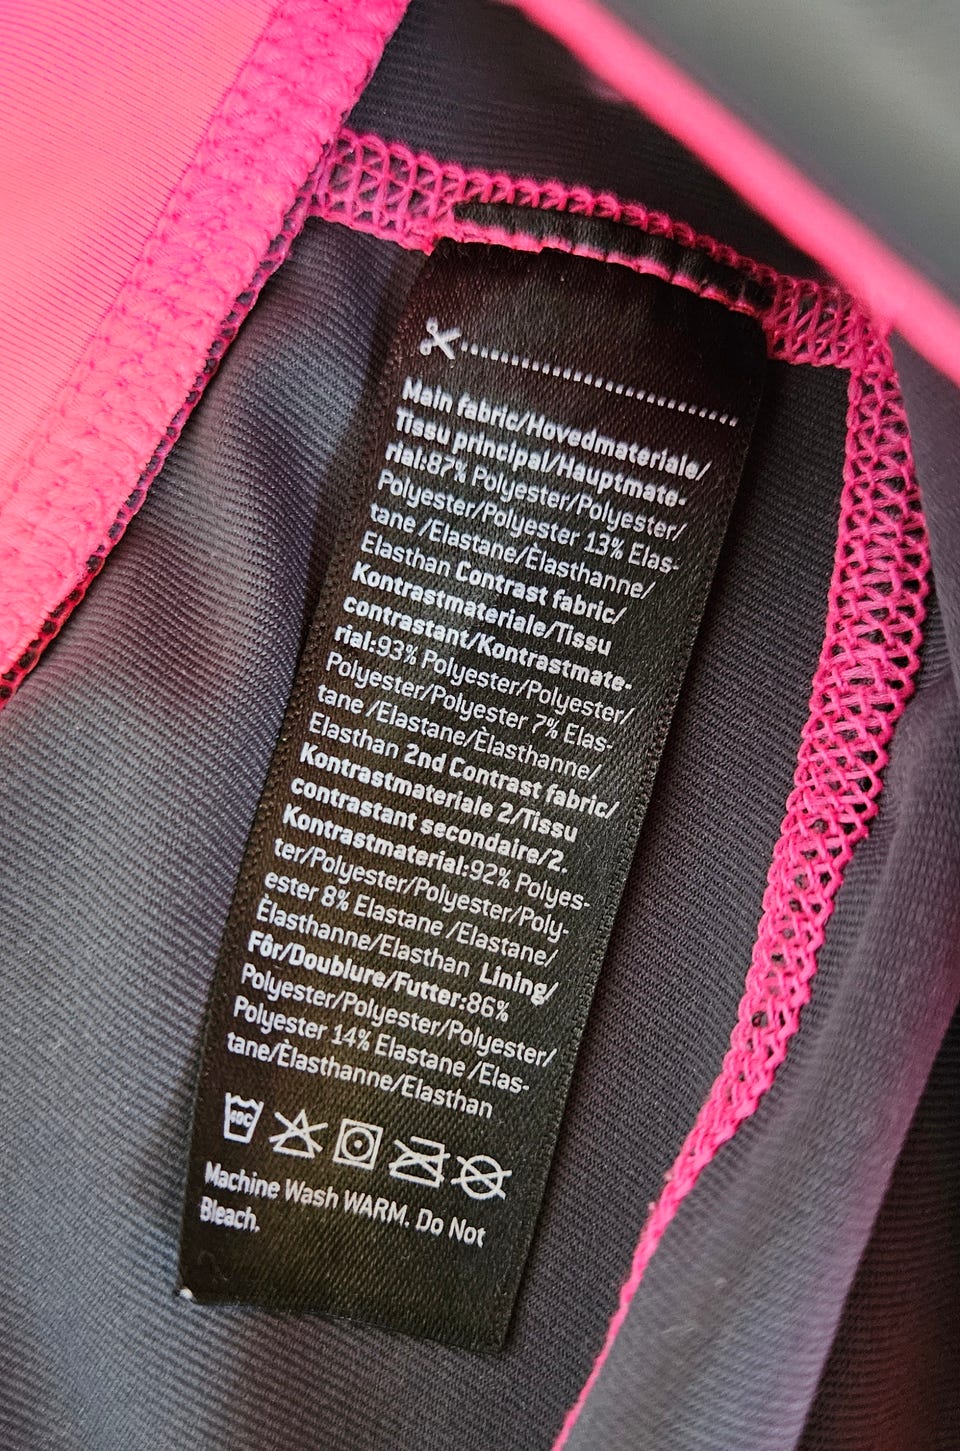 Main fabric/Hovedmateriale/
Tissu principal/Hauptmate-
rial:87% Polyester/Polyester/
Polyester/Polyester 13% Elas-
tane /Elastane/Èlasthanne/
Elasthan Contrast fabric/
Kontrastmateriale/Tissu
contrastant/Kontrastmate-
rial:93% Polyester/Polyester/
Polyester/Polyester 7% Elas-
tane /Elastane/Èlasthanne/
Elasthan 2nd Contrast fabric/
Kontrastmateriale 2/Tissu
contrastant secondaire/2.
Kontrastmaterial:92% Polyes-
ter/Polyester/Polyester/Poly-
ester 8% Elastane /Elastane/
Èlasthanne/Elasthan Lining/
Fôr/Doublure/Futter:86%
Polyester/Polyester/Polyester/
Polyester 14% Elastane /Elas-
tane/Èlasthanne/Elasthan
40C
Machine Wash WARM. Do Not
Bleach.